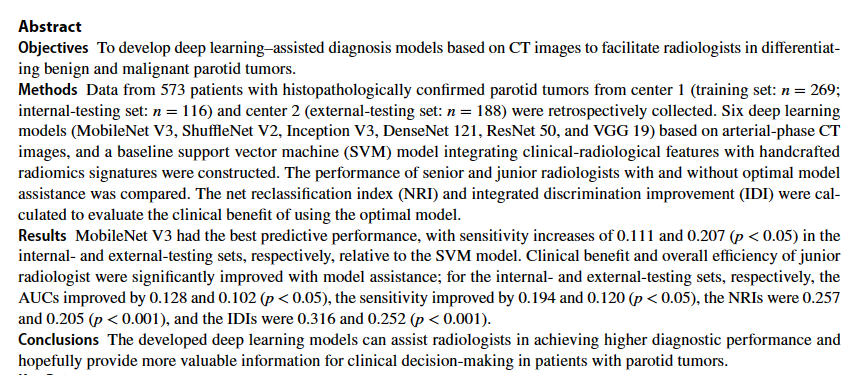 Abstract
Objectives To develop deep learning–assisted diagnosis models based on CT images to facilitate radiologists in differentiat-
ing benign and malignant parotid tumors.
Methods Data from 573 patients with histopathologically confirmed parotid tumors from center 1 (training set: n = 269;
internal-testing set: n = 116) and center 2 (external-testing set: n = 188) were retrospectively collected. Six deep learning
models (MobileNet V3, ShuffleNet V2, Inception V3, DenseNet 121, ResNet 50, and VGG 19) based on arterial-phase CT
images, and a baseline support vector machine (SVM) model integrating clinical-radiological features with handcrafted
radiomics signatures were constructed. The performance of senior and junior radiologists with and without optimal model
assistance was compared. The net reclassification index (NRI) and integrated discrimination improvement (IDI) were cal-
culated to evaluate the clinical benefit of using the optimal model.
Results MobileNet V3 had the best predictive performance, with sensitivity increases of 0.111 and 0.207 (p < 0.05) in the
internal- and external-testing sets, respectively, relative to the SVM model. Clinical benefit and overall efficiency of junior
radiologist were significantly improved with model assistance; for the internal- and external-testing sets, respectively, the
AUCs improved by 0.128 and 0.102 (p < 0.05), the sensitivity improved by 0.194 and 0.120 (p < 0.05), the NRIs were 0.257
and 0.205 (p < 0.001), and the IDIs were 0.316 and 0.252 (p < 0.001).
Conclusions The developed deep learning models can assist radiologists in achieving higher diagnostic performance and
hopefully provide more valuable information for clinical decision-making in patients with parotid tumors.